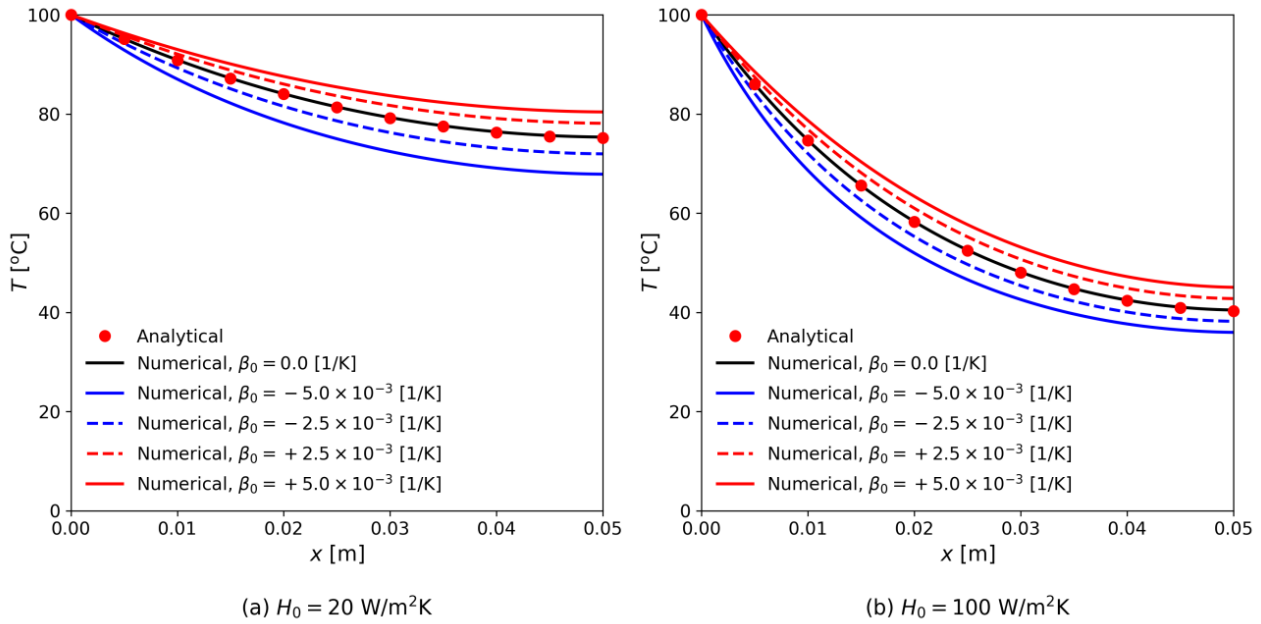 100
80
60
40
20
0
T [°C]
Analytical
Numerical, β₀ = 0.0 [1/K]
Numerical, β₀ = − 5.0 × 10⁻³ [1/K]
Numerical, β₀ = − 2.5 × 10⁻³ [1/K]
Numerical, β₀ = + 2.5 × 10⁻³ [1/K]
Numerical, β₀ = + 5.0 × 10⁻³ [1/K]
0.00 0.01 0.02 0.03 0.04 0.05
x [m]
(a) H₀ = 20 W/m²K
100
80
60
40
20
0
T [°C]
Analytical
Numerical, β₀ = 0.0 [1/K]
Numerical, β₀ = − 5.0 × 10⁻³ [1/K]
Numerical, β₀ = − 2.5 × 10⁻³ [1/K]
Numerical, β₀ = + 2.5 × 10⁻³ [1/K]
Numerical, β₀ = + 5.0 × 10⁻³ [1/K]
0.00 0.01 0.02 0.03 0.04 0.05
x [m]
(b) H₀ = 100 W/m²K